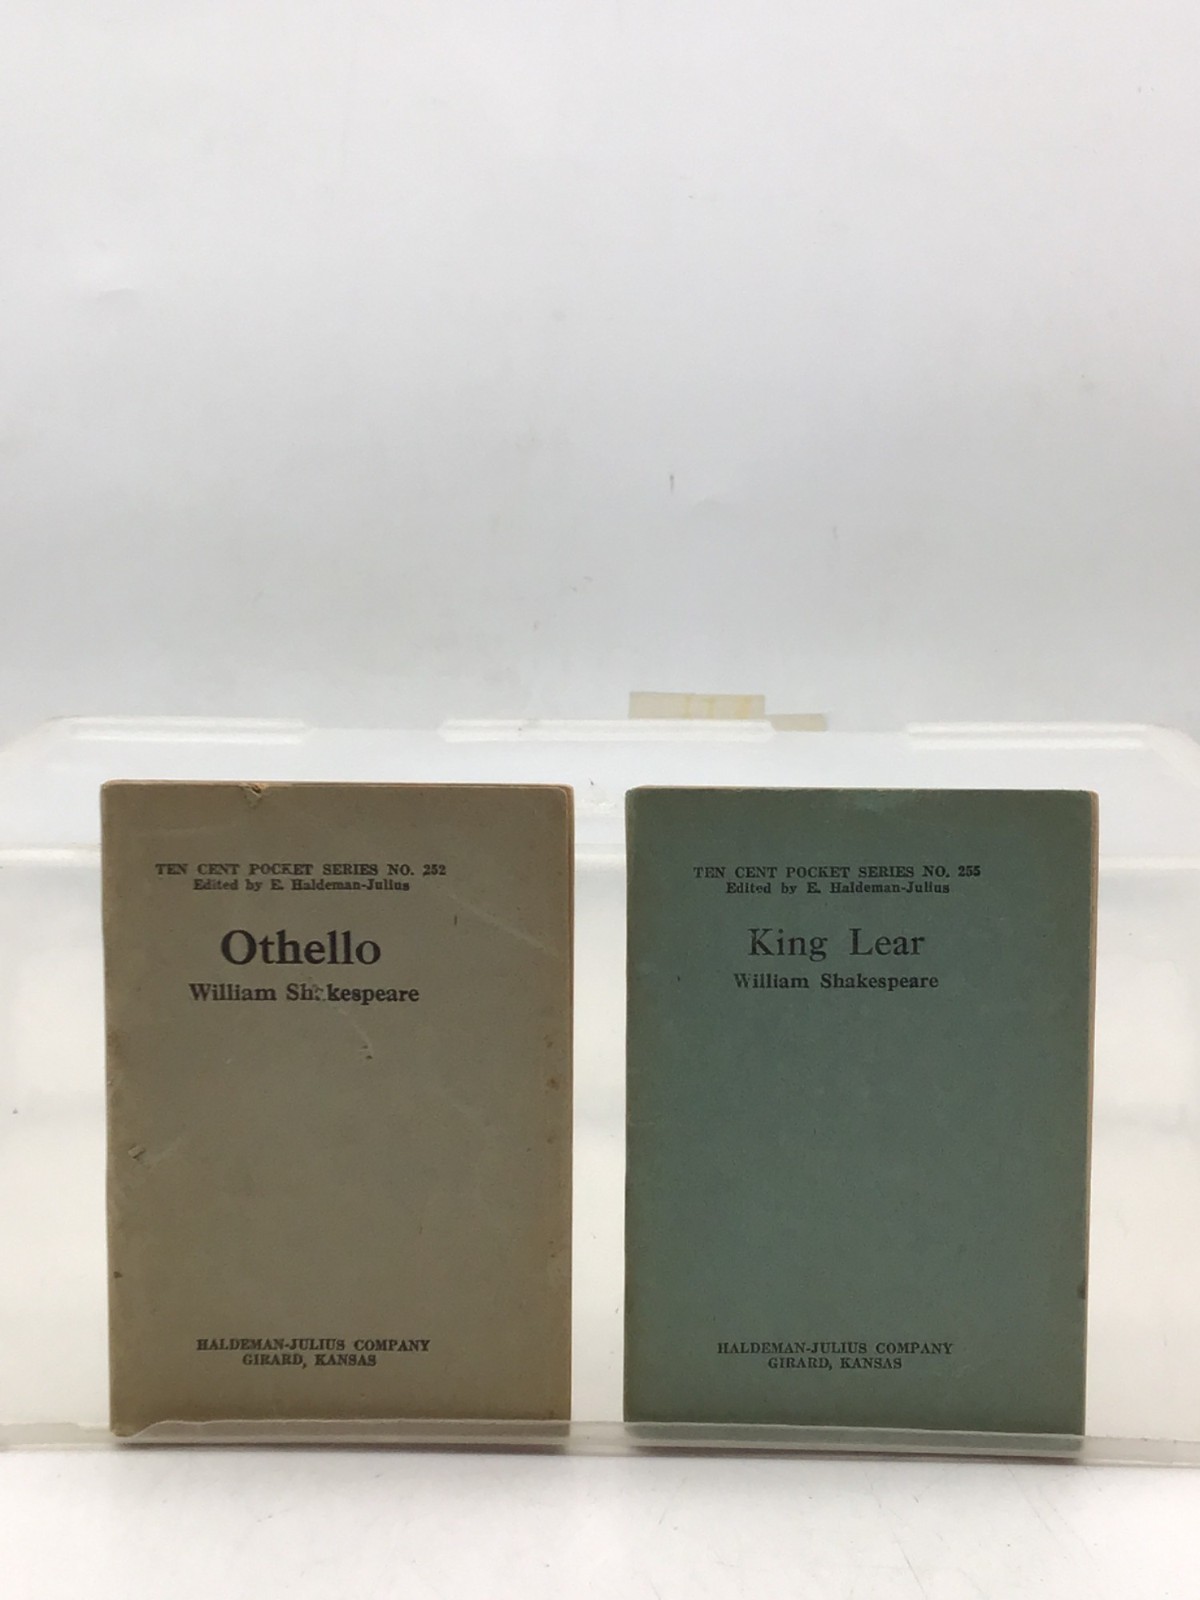 TEN CENT POCKET SERIES NO. 252
Edited by E. Haldeman-Julius
Othello
William Shakespeare
HALDEMAN-JULIUS COMPANY
GIRARD, KANSAS
TEN CENT POCKET SERIES NO. 255
Edited by E. Haldeman-Julius
King Lear
William Shakespeare
HALDEMAN-JULIUS COMPANY
GIRARD, KANSAS